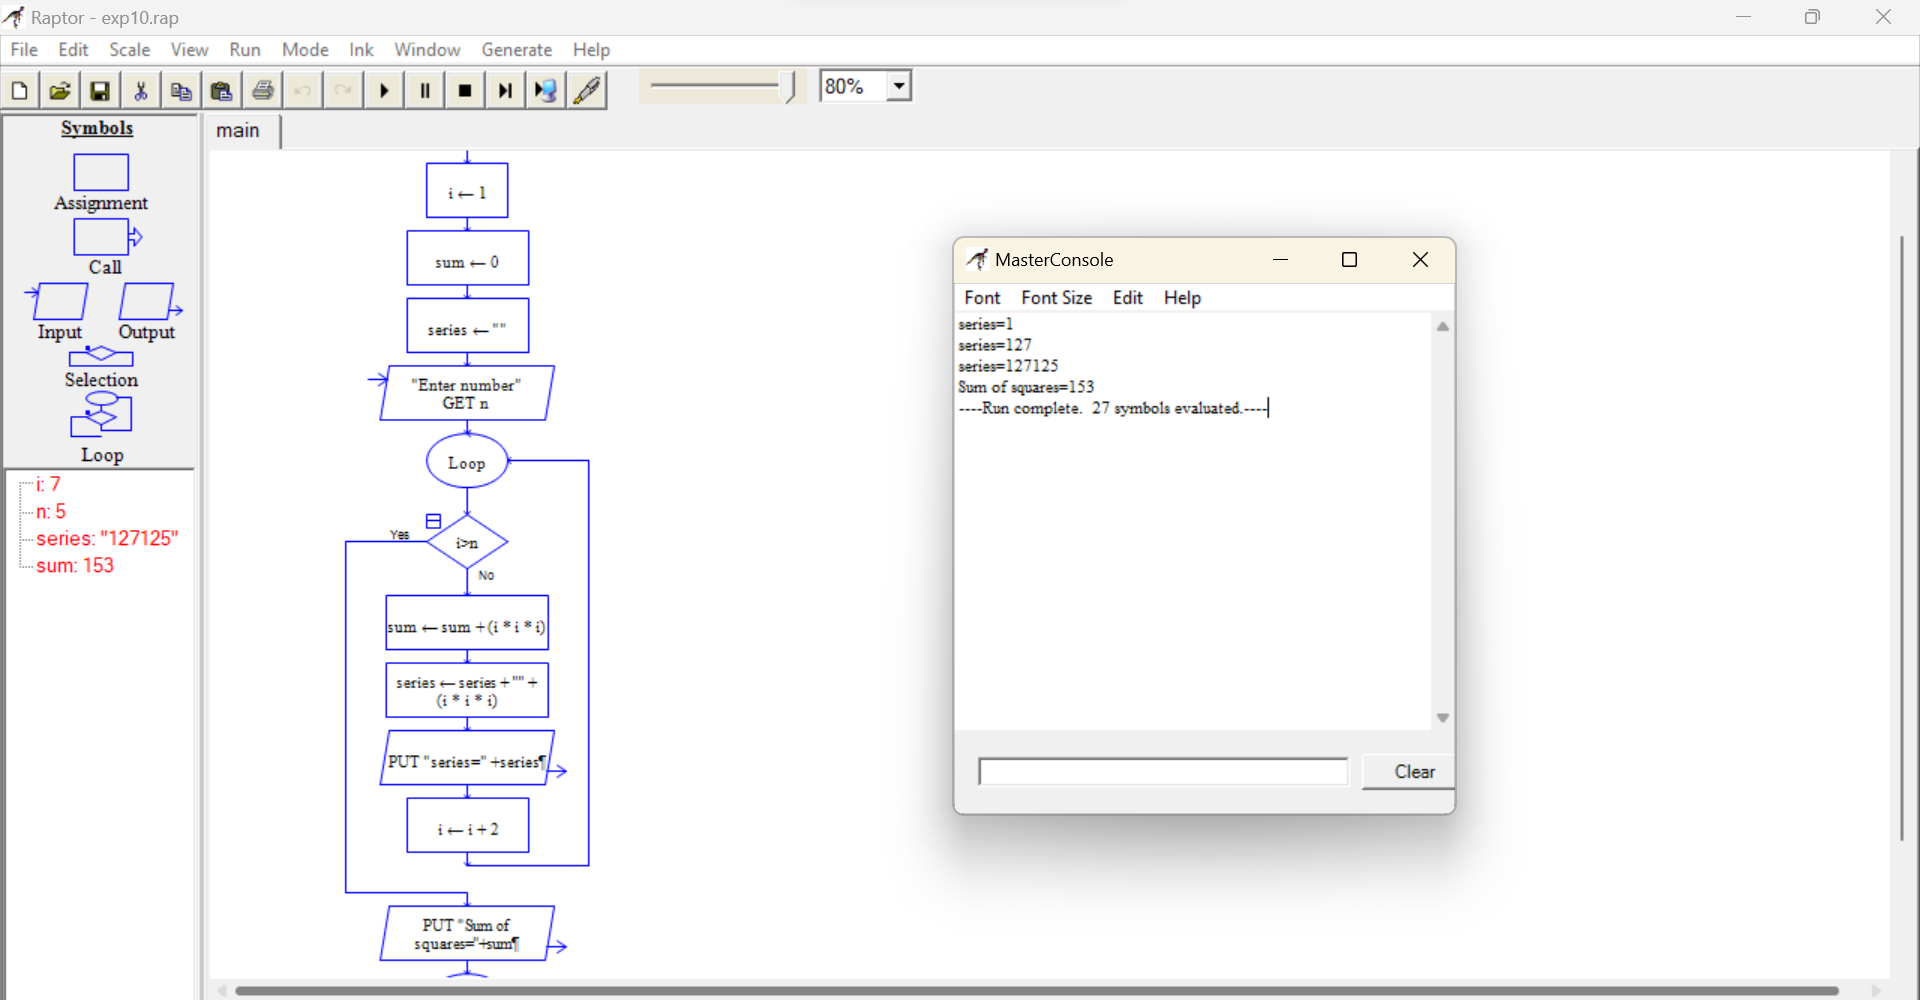 Raptor - exp10.rap
File Edit Scale View Run Mode Ink Window Generate Help
80%
Symbols
Assignment
Call
Input Output
Selection
Loop
i: 7
n: 5
series: "127125"
sum: 153
main
i ← 1
sum ← 0
series ← ""
"Enter number"
GET n
Loop
Yes
i>n
No
sum ← sum + (i * i * i)
series ← series + "" +
(i * i * i)
PUT "series=" +series¶
i ← i + 2
PUT "Sum of
squares="+sum¶
MasterConsole
Font Font Size Edit Help
series=1
series=127
series=127125
Sum of squares=153
----Run complete.  27 symbols evaluated.----
Clear